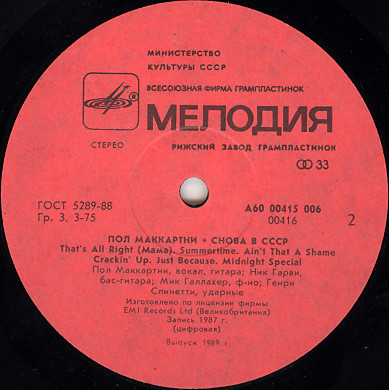 МИНИСТЕРСТВО
КУЛЬТУРЫ СССР
ВСЕСОЮЗНАЯ ФИРМА ГРАМПЛАСТИНОК
МЕЛОДИЯ
СТЕРЕО
РИЖСКИЙ ЗАВОД ГРАМПЛАСТИНОК
33
ГОСТ 5289-88
Гр. 3. 3-75
А60 00415 006
00416
2
ПОЛ МАККАРТНИ • СНОВА В СССР
That's All Right (Мама). Summertime. Ain't That A Shame
Crackin' Up. Just Because. Midnight Special
Пол Маккартни, вокал, гитара; Ник Гарви,
бас-гитара; Мик Галлахер, ф-но; Генри
Спинетти, ударные
Изготовлено по лицензии фирмы
EMI Records Ltd (Великобритания)
Запись 1987 г.
(цифровая)
Выпуск 1989 г